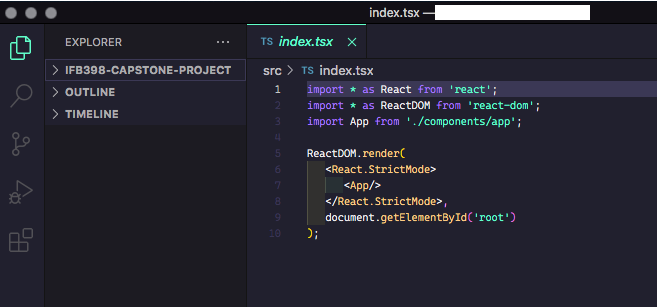 index.tsx —
EXPLORER ...
IFB398-CAPSTONE-PROJECT
OUTLINE
TIMELINE
TS index.tsx ×
src > TS index.tsx
1 import * as React from 'react';
2 import * as ReactDOM from 'react-dom';
3 import App from './components/app';
4
5 ReactDOM.render(
6 <React.StrictMode>
7 <App/>
8 </React.StrictMode>,
9 document.getElementById('root')
10 );